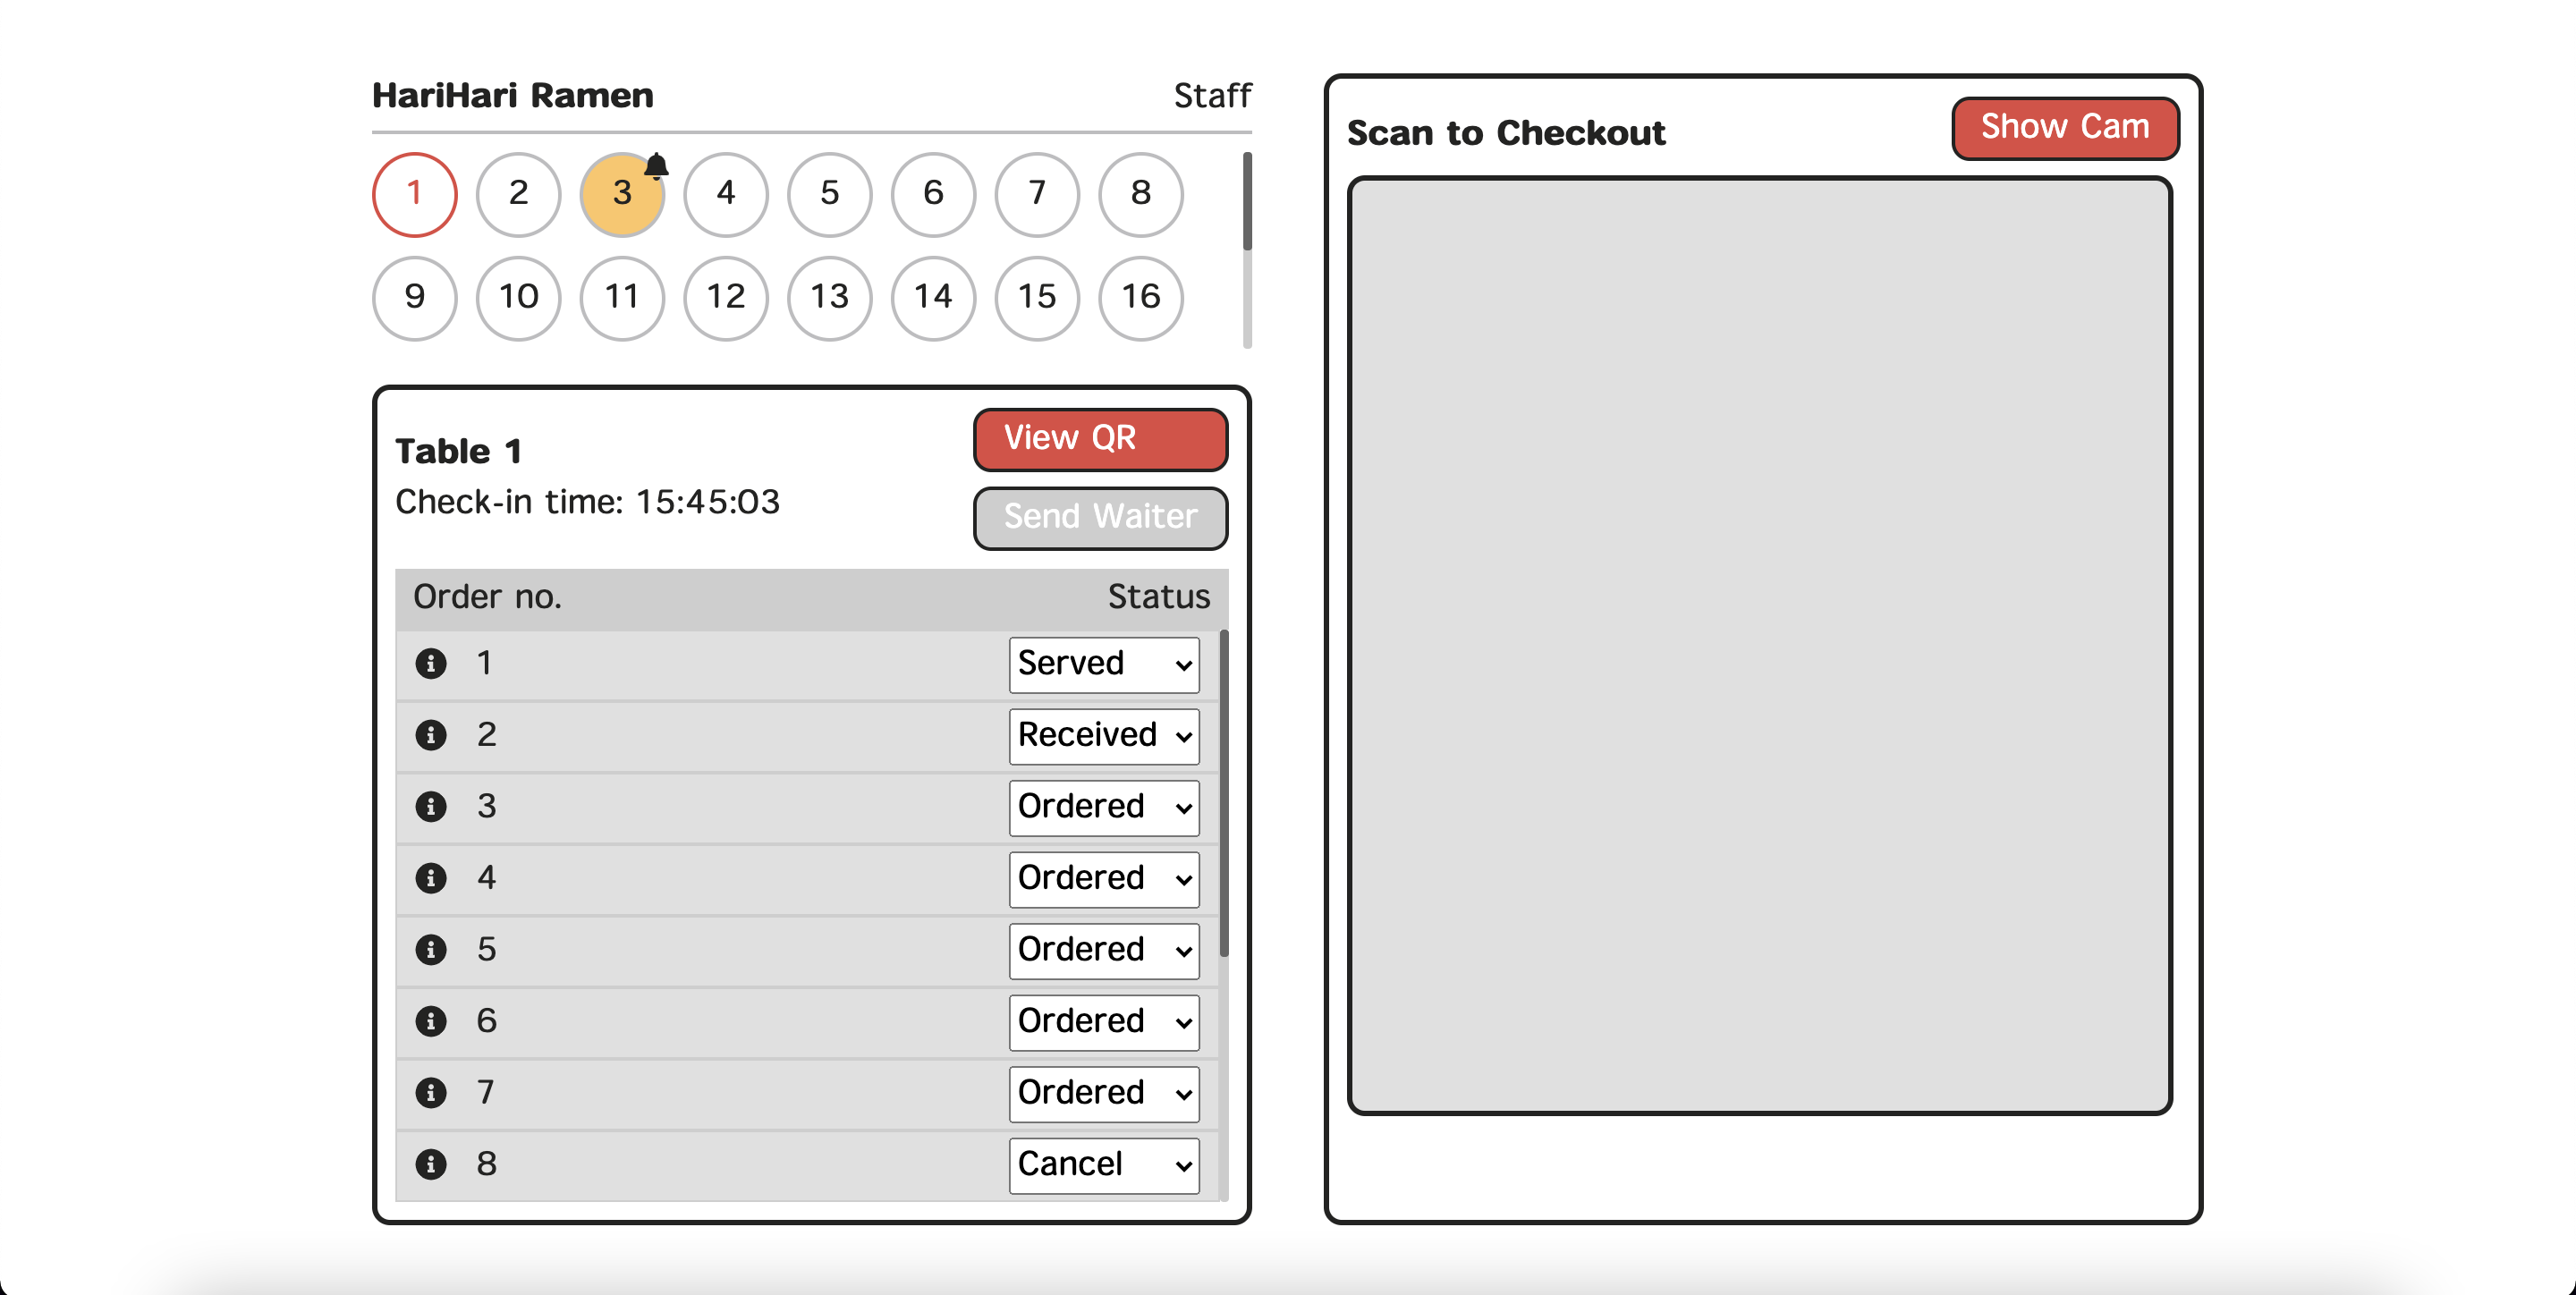 HariHari Ramen
Staff
1 2 3 4 5 6 7 8
9 10 11 12 13 14 15 16
Table 1
Check-in time: 15:45:03
View QR
Send Waiter
Order no. Status
1 Served
2 Received
3 Ordered
4 Ordered
5 Ordered
6 Ordered
7 Ordered
8 Cancel
Scan to Checkout
Show Cam